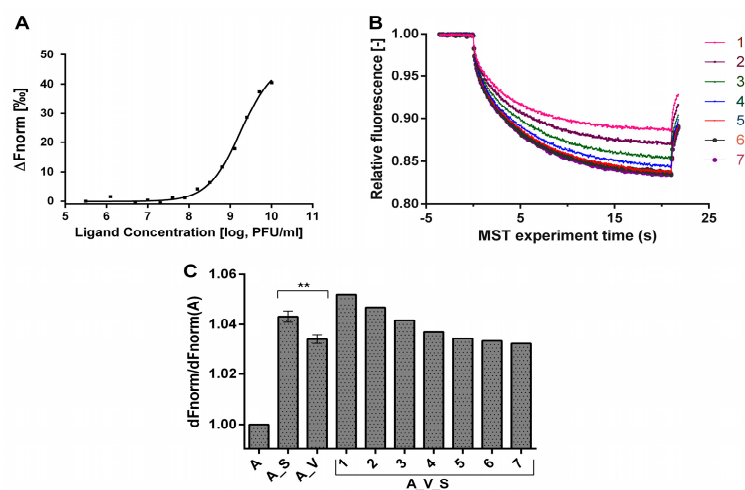 A
ΔFnorm [‰]
50
40
30
20
10
0
5 6 7 8 9 10 11
Ligand Concentration [log, PFU/ml]
B
Relative fluorescence [-]
1.00
0.95
0.90
0.85
0.80
-5 5 15 25
MST experiment time (s)
1
2
3
4
5
6
7
C
dFnorm/dFnorm(A)
1.06
1.04
1.02
1.00
**
A A_S A_V 1 2 3 4 5 6 7
A_V_S